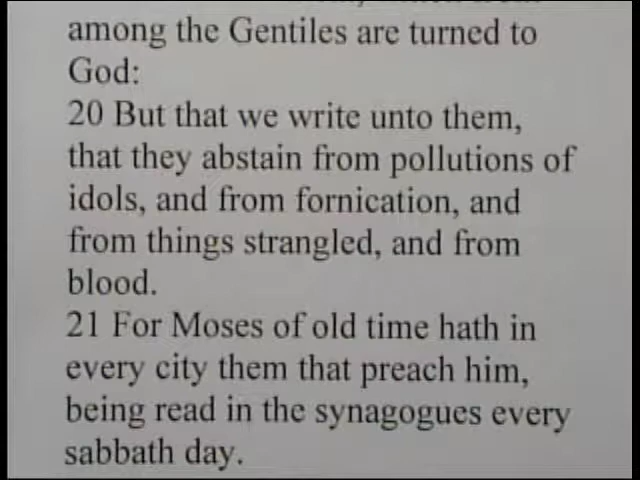 among the Gentiles are turned to
God:
20 But that we write unto them,
that they abstain from pollutions of
idols, and from fornication, and
from things strangled, and from
blood.
21 For Moses of old time hath in
every city them that preach him,
being read in the synagogues every
sabbath day.